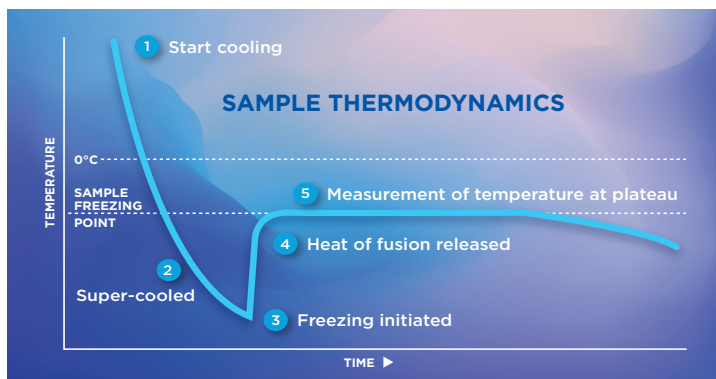 1 Start cooling
SAMPLE THERMODYNAMICS
TEMPERATURE
0°C
SAMPLE
FREEZING
POINT
5 Measurement of temperature at plateau
4 Heat of fusion released
2
Super-cooled
3 Freezing initiated
TIME ▶